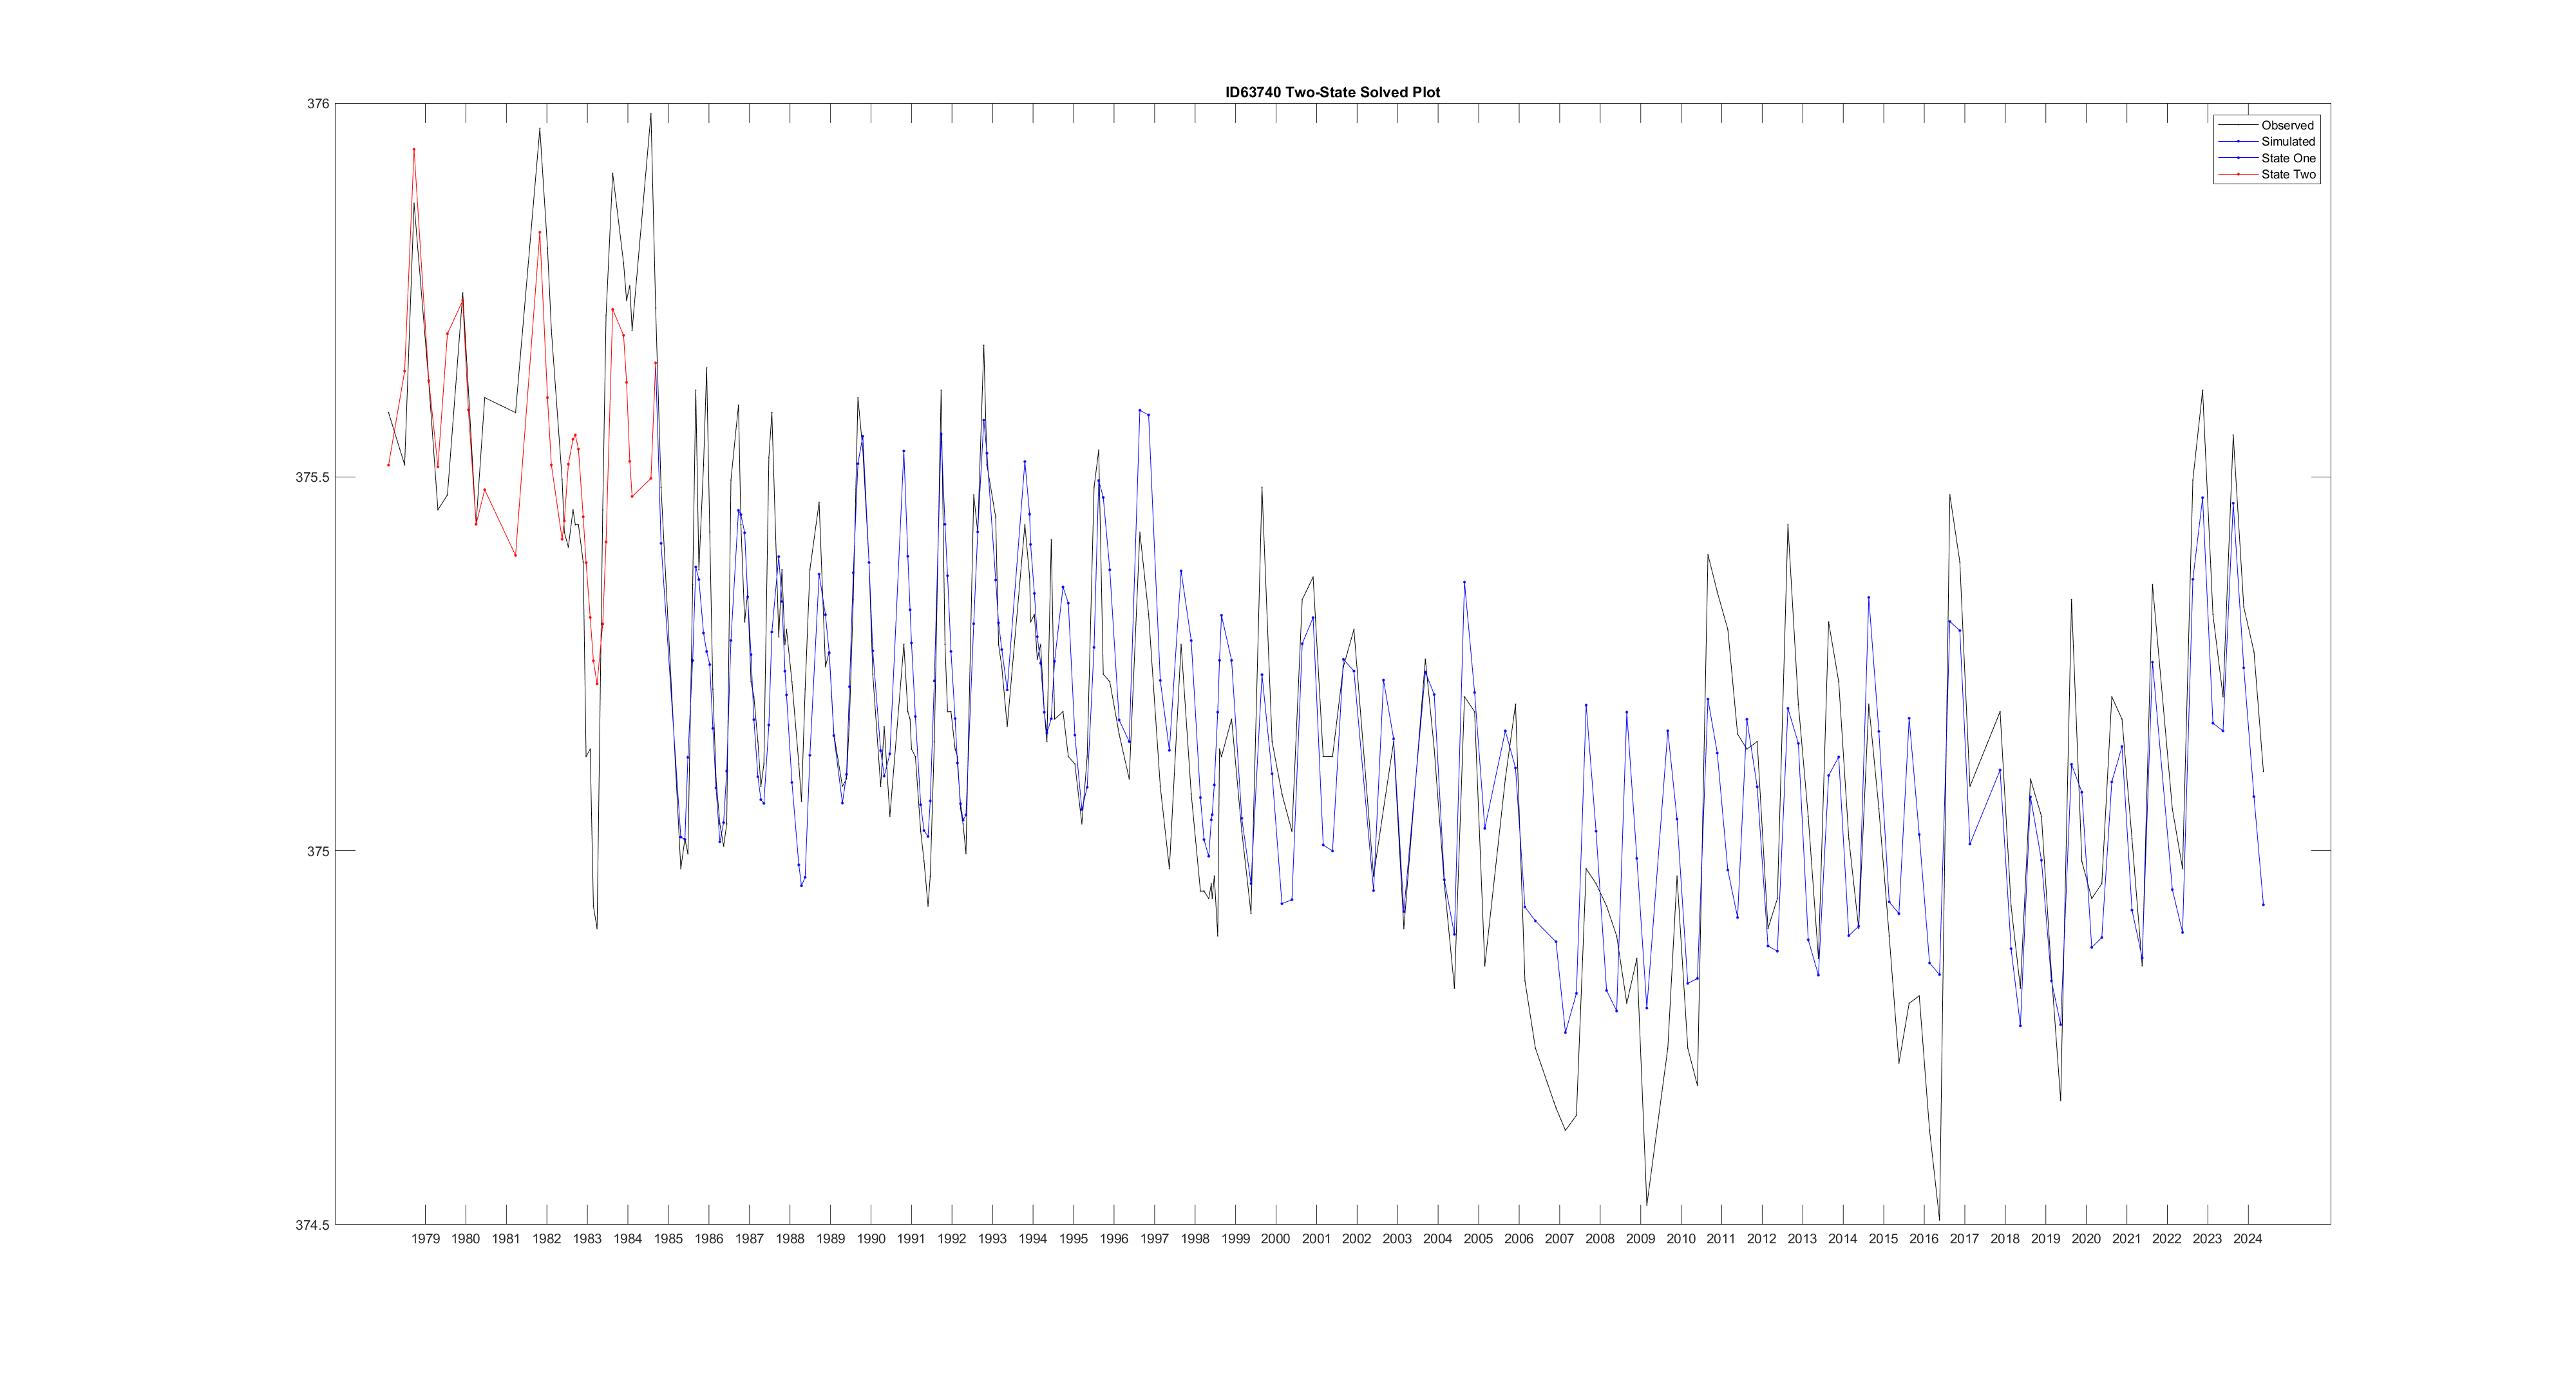 ID63740 Two-State Solved Plot
376
375.5
375
374.5
Observed
Simulated
State One
State Two
1979 1980 1981 1982 1983 1984 1985 1986 1987 1988 1989 1990 1991 1992 1993 1994 1995 1996 1997 1998 1999 2000 2001 2002 2003 2004 2005 2006 2007 2008 2009 2010 2011 2012 2013 2014 2015 2016 2017 2018 2019 2020 2021 2022 2023 2024